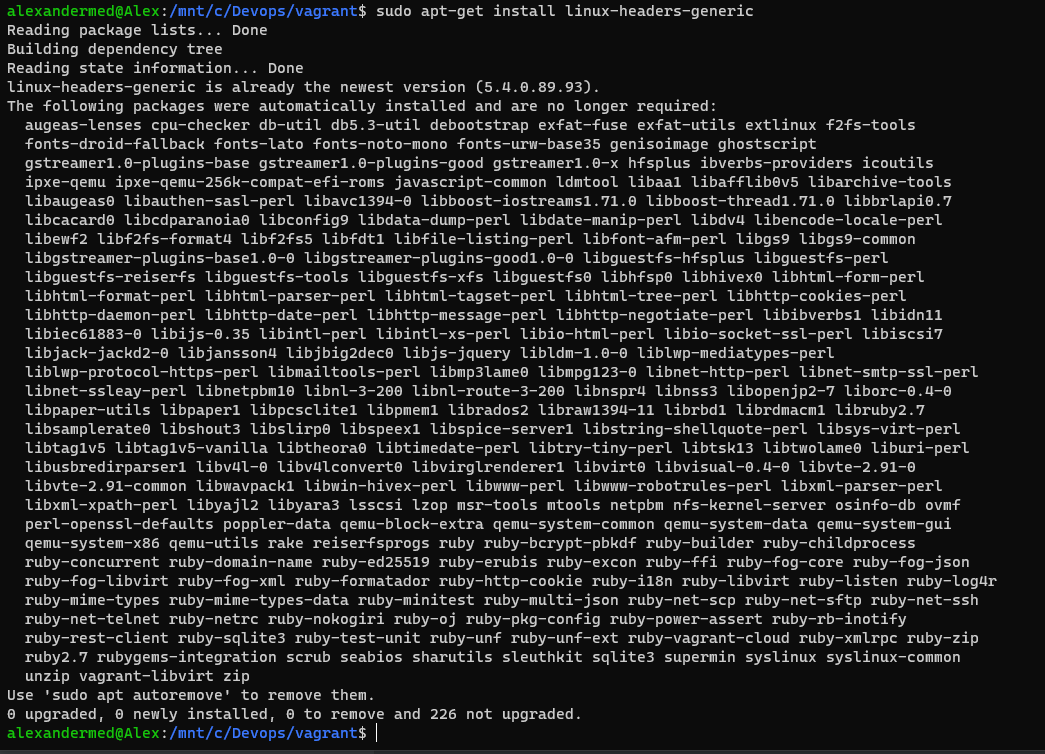 alexandermed@Alex:/mnt/c/Devops/vagrant$ sudo apt-get install linux-headers-generic
Reading package lists... Done
Building dependency tree
Reading state information... Done
linux-headers-generic is already the newest version (5.4.0.89.93).
The following packages were automatically installed and are no longer required:
  augeas-lenses cpu-checker db-util db5.3-util debootstrap exfat-fuse exfat-utils extlinux f2fs-tools
  fonts-droid-fallback fonts-lato fonts-noto-mono fonts-urw-base35 genisoimage ghostscript
  gstreamer1.0-plugins-base gstreamer1.0-plugins-good gstreamer1.0-x hfsplus ibverbs-providers icoutils
  ipxe-qemu ipxe-qemu-256k-compat-efi-roms javascript-common ldmtool libaa1 libafflib0v5 libarchive-tools
  libaugeas0 libauthen-sasl-perl libavc1394-0 libboost-iostreams1.71.0 libboost-thread1.71.0 libbrlapi0.7
  libcacard0 libcdparanoia0 libconfig9 libdata-dump-perl libdate-manip-perl libdv4 libencode-locale-perl
  libewf2 libf2fs-format4 libf2fs5 libfdt1 libfile-listing-perl libfont-afm-perl libgs9 libgs9-common
  libgstreamer-plugins-base1.0-0 libgstreamer-plugins-good1.0-0 libguestfs-hfsplus libguestfs-perl
  libguestfs-reiserfs libguestfs-tools libguestfs-xfs libguestfs0 libhfsp0 libhivex0 libhtml-form-perl
  libhtml-format-perl libhtml-parser-perl libhtml-tagset-perl libhtml-tree-perl libhttp-cookies-perl
  libhttp-daemon-perl libhttp-date-perl libhttp-message-perl libhttp-negotiate-perl libibverbs1 libidn11
  libiec61883-0 libijs-0.35 libintl-perl libintl-xs-perl libio-html-perl libio-socket-ssl-perl libiscsi7
  libjack-jackd2-0 libjansson4 libjbig2dec0 libjs-jquery libldm-1.0-0 liblwp-mediatypes-perl
  liblwp-protocol-https-perl libmailtools-perl libmp3lame0 libmpg123-0 libnet-http-perl libnet-smtp-ssl-perl
  libnet-ssleay-perl libnetpbm10 libnl-3-200 libnl-route-3-200 libnspr4 libnss3 libopenjp2-7 liborc-0.4-0
  libpaper-utils libpaper1 libpcsclite1 libpmem1 librados2 libraw1394-11 librbd1 librdmacm1 libruby2.7
  libsamplerate0 libshout3 libslirp0 libspeex1 libspice-server1 libstring-shellquote-perl libsys-virt-perl
  libtag1v5 libtag1v5-vanilla libtheora0 libtimedate-perl libtry-tiny-perl libtsk13 libtwolame0 liburi-perl
  libusbredirparser1 libv4l-0 libv4lconvert0 libvirglrenderer1 libvirt0 libvisual-0.4-0 libvte-2.91-0
  libvte-2.91-common libwavpack1 libwin-hivex-perl libwww-perl libwww-robotrules-perl libxml-parser-perl
  libxml-xpath-perl libyajl2 libyara3 lsscsi lzop msr-tools mtools netpbm nfs-kernel-server osinfo-db ovmf
  perl-openssl-defaults poppler-data qemu-block-extra qemu-system-common qemu-system-data qemu-system-gui
  qemu-system-x86 qemu-utils rake reiserfsprogs ruby ruby-bcrypt-pbkdf ruby-builder ruby-childprocess
  ruby-concurrent ruby-domain-name ruby-ed25519 ruby-erubis ruby-excon ruby-ffi ruby-fog-core ruby-fog-json
  ruby-fog-libvirt ruby-fog-xml ruby-formatador ruby-http-cookie ruby-i18n ruby-libvirt ruby-listen ruby-log4r
  ruby-mime-types ruby-mime-types-data ruby-minitest ruby-multi-json ruby-net-scp ruby-net-sftp ruby-net-ssh
  ruby-net-telnet ruby-netrc ruby-nokogiri ruby-oj ruby-pkg-config ruby-power-assert ruby-rb-inotify
  ruby-rest-client ruby-sqlite3 ruby-test-unit ruby-unf ruby-unf-ext ruby-vagrant-cloud ruby-xmlrpc ruby-zip
  ruby2.7 rubygems-integration scrub seabios sharutils sleuthkit sqlite3 supermin syslinux syslinux-common
  unzip vagrant-libvirt zip
Use 'sudo apt autoremove' to remove them.
0 upgraded, 0 newly installed, 0 to remove and 226 not upgraded.
alexandermed@Alex:/mnt/c/Devops/vagrant$